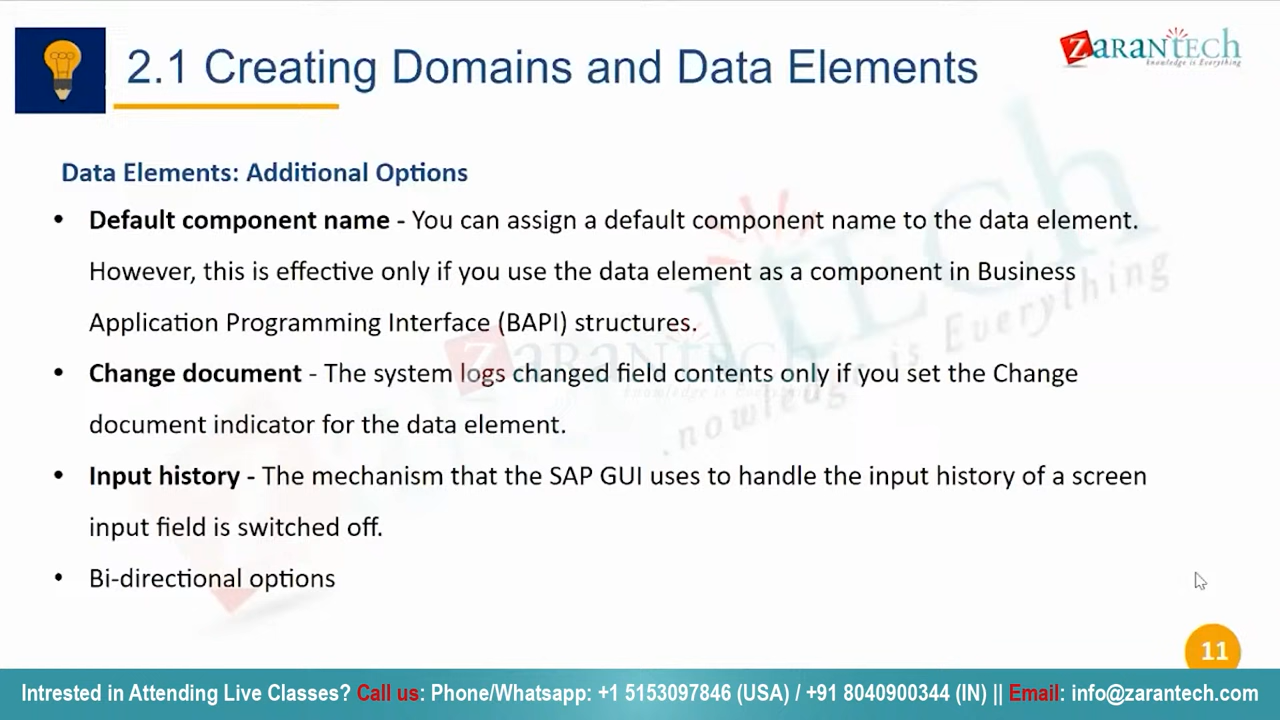 2.1 Creating Domains and Data Elements
ZARANTECH
Knowledge is Everything
Data Elements: Additional Options
• Default component name - You can assign a default component name to the data element.
However, this is effective only if you use the data element as a component in Business
Application Programming Interface (BAPI) structures.
• Change document - The system logs changed field contents only if you set the Change
document indicator for the data element.
• Input history - The mechanism that the SAP GUI uses to handle the input history of a screen
input field is switched off.
• Bi-directional options
11
Intrested in Attending Live Classes? Call us: Phone/Whatsapp: +1 5153097846 (USA) / +91 8040900344 (IN) || Email: info@zarantech.com